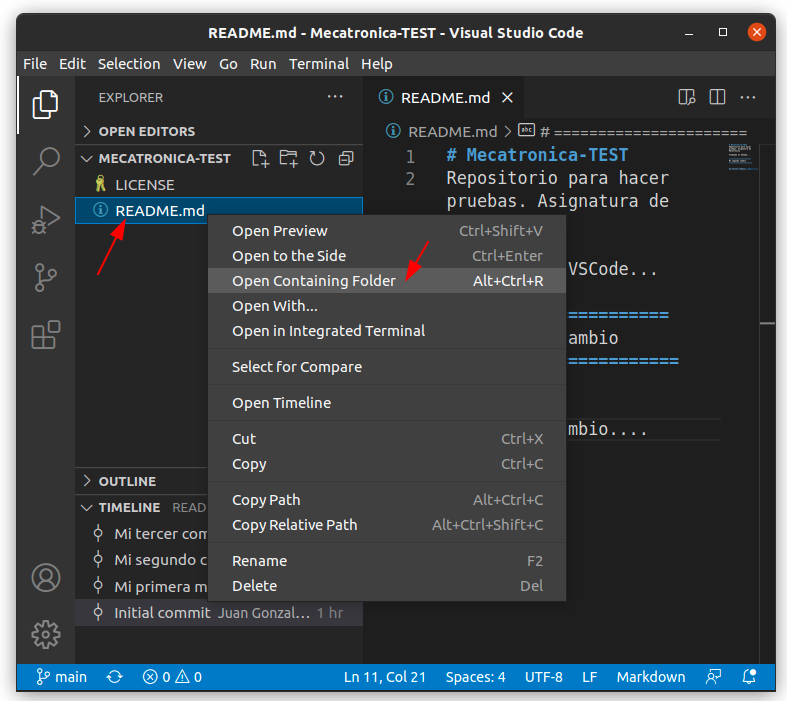 README.md - Mecatronica-TEST - Visual Studio Code
File Edit Selection View Go Run Terminal Help
EXPLORER
OPEN EDITORS
MECATRONICA-TEST
LICENSE
README.md
README.md
README.md > abc # ======================
1 # Mecatronica-TEST
2 Repositorio para hacer
pruebas. Asignatura de
VSCode...
==========
ambio
===========
mbio....
Open Preview Ctrl+Shift+V
Open to the Side Ctrl+Enter
Open Containing Folder Alt+Ctrl+R
Open With...
Open in Integrated Terminal
Select for Compare
Open Timeline
Cut Ctrl+X
Copy Ctrl+C
Copy Path Alt+Ctrl+C
Copy Relative Path Alt+Ctrl+Shift+C
Rename F2
Delete Del
OUTLINE
TIMELINE READ
Mi tercer com
Mi segundo c
Mi primera m
Initial commit Juan Gonzal... 1 hr
main 0 0 Ln 11, Col 21 Spaces: 4 UTF-8 LF Markdown